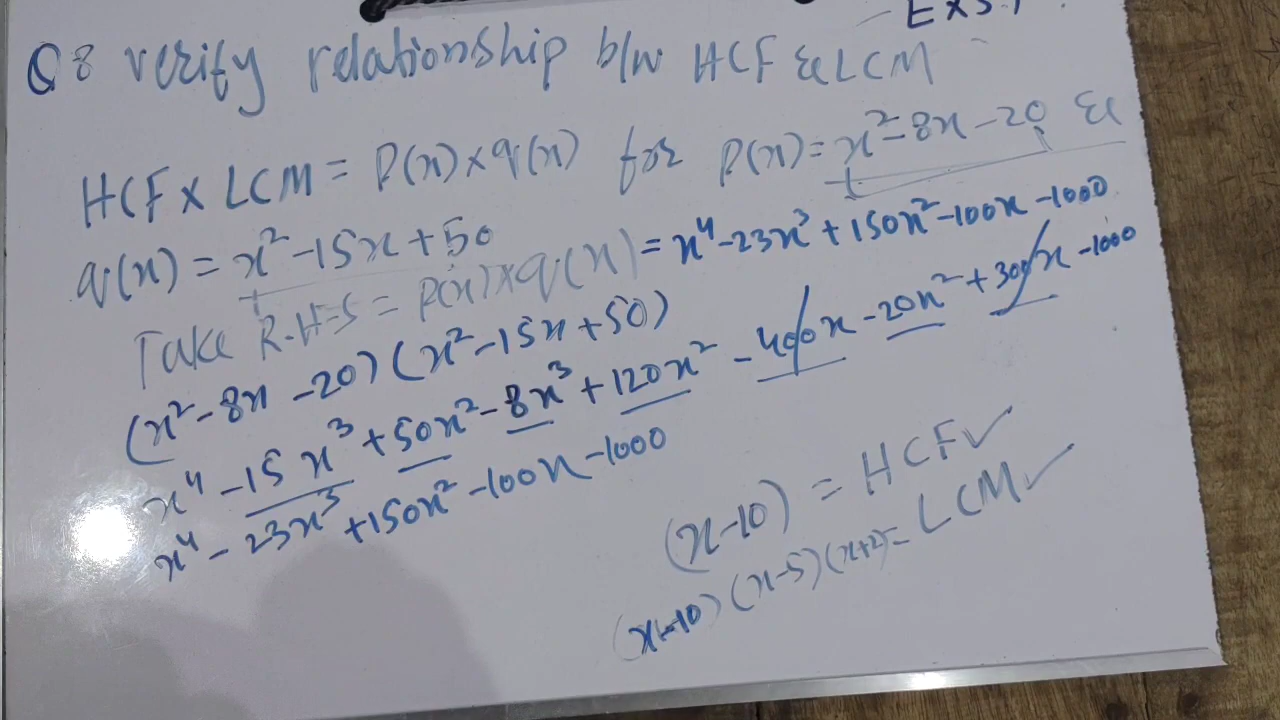 Ex 5.1
Q8 verify relationship b/w HCF & LCM
HCF x LCM = P(x) x q(x) for P(x) = x² - 8x - 20 &
q(x) = x² - 15x + 50
Take R.H.S = P(x) x q(x) = x⁴ - 23x³ + 150x² - 100x - 1000
(x² - 8x - 20) (x² - 15x + 50)
x⁴ - 15x³ + 50x² - 8x³ + 120x² - 400x - 20x² + 300x - 1000
x⁴ - 23x³ + 150x² - 100x - 1000
(x-10) = HCF ✓
(x-10) (x-5) (x+2) = LCM ✓